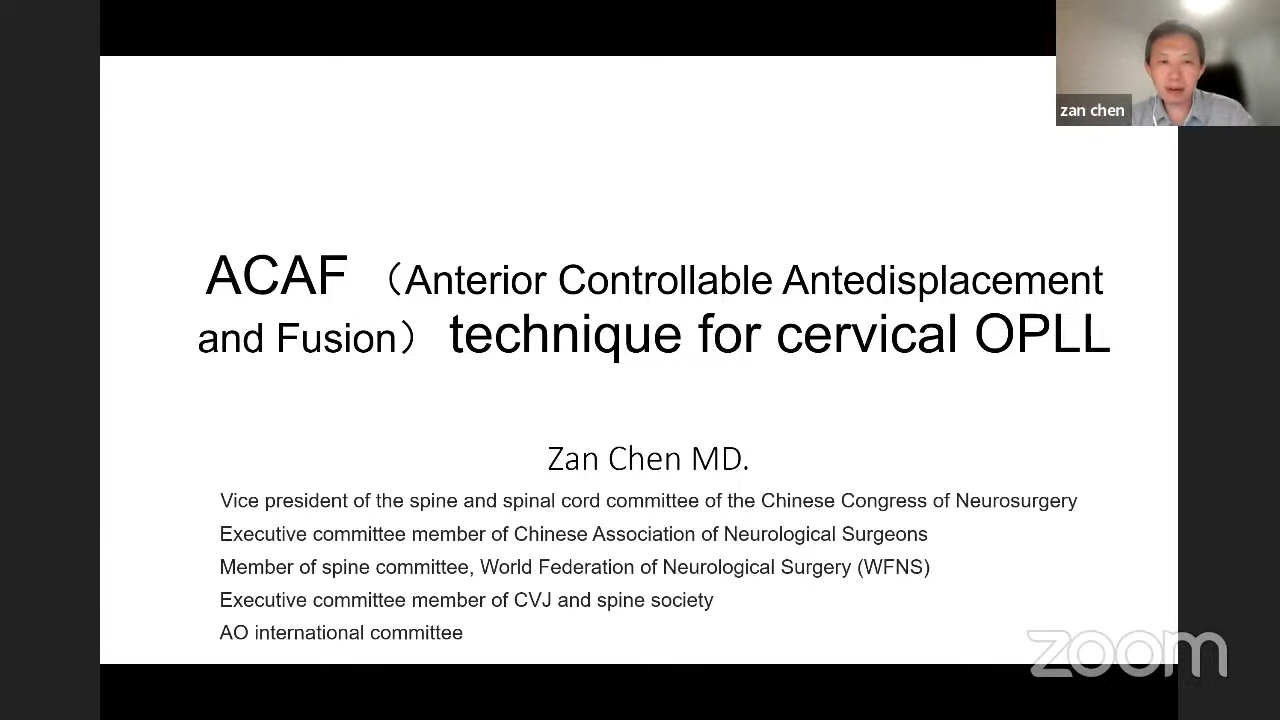 zan chen
ACAF （Anterior Controllable Antedisplacement
and Fusion） technique for cervical OPLL
Zan Chen MD.
Vice president of the spine and spinal cord committee of the Chinese Congress of Neurosurgery
Executive committee member of Chinese Association of Neurological Surgeons
Member of spine committee, World Federation of Neurological Surgery (WFNS)
Executive committee member of CVJ and spine society
AO international committee
zoom